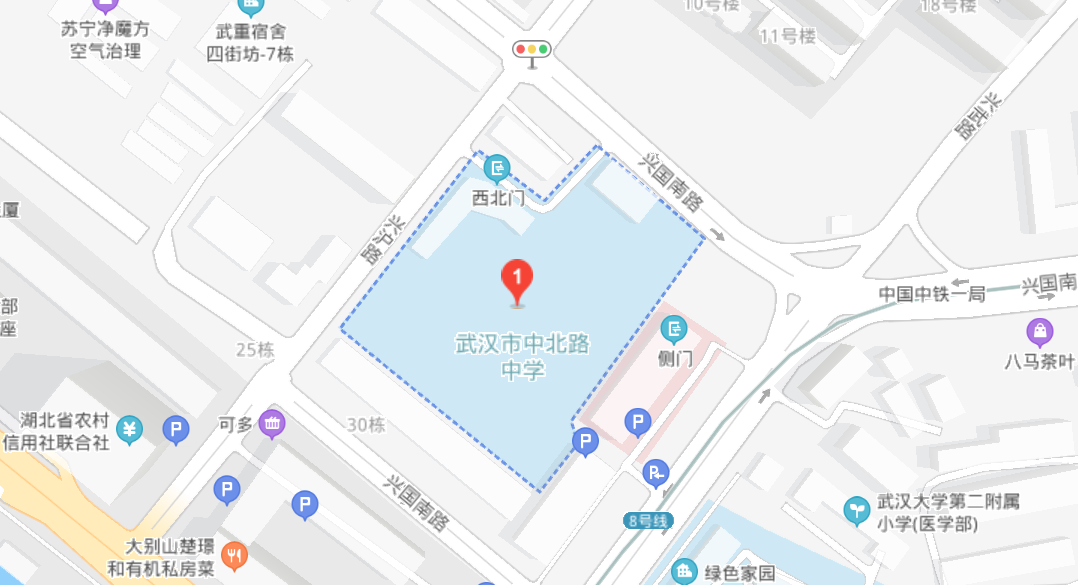 10号楼
18号楼
苏宁净魔方
空气治理
武重宿舍
四街坊-7栋
11号楼
兴武路
兴国南路
西北门
厦
兴沪路
1
中国中铁一局
兴国南
部
座
武汉市中北路
中学
25栋
侧门
八马茶叶
湖北省农村
信用社联合社
¥
P
可多
30栋
P
P
P
P
兴国南路
P
8号线
武汉大学第二附属
小学(医学部)
大别山楚璟
和有机私房菜
绿色家园